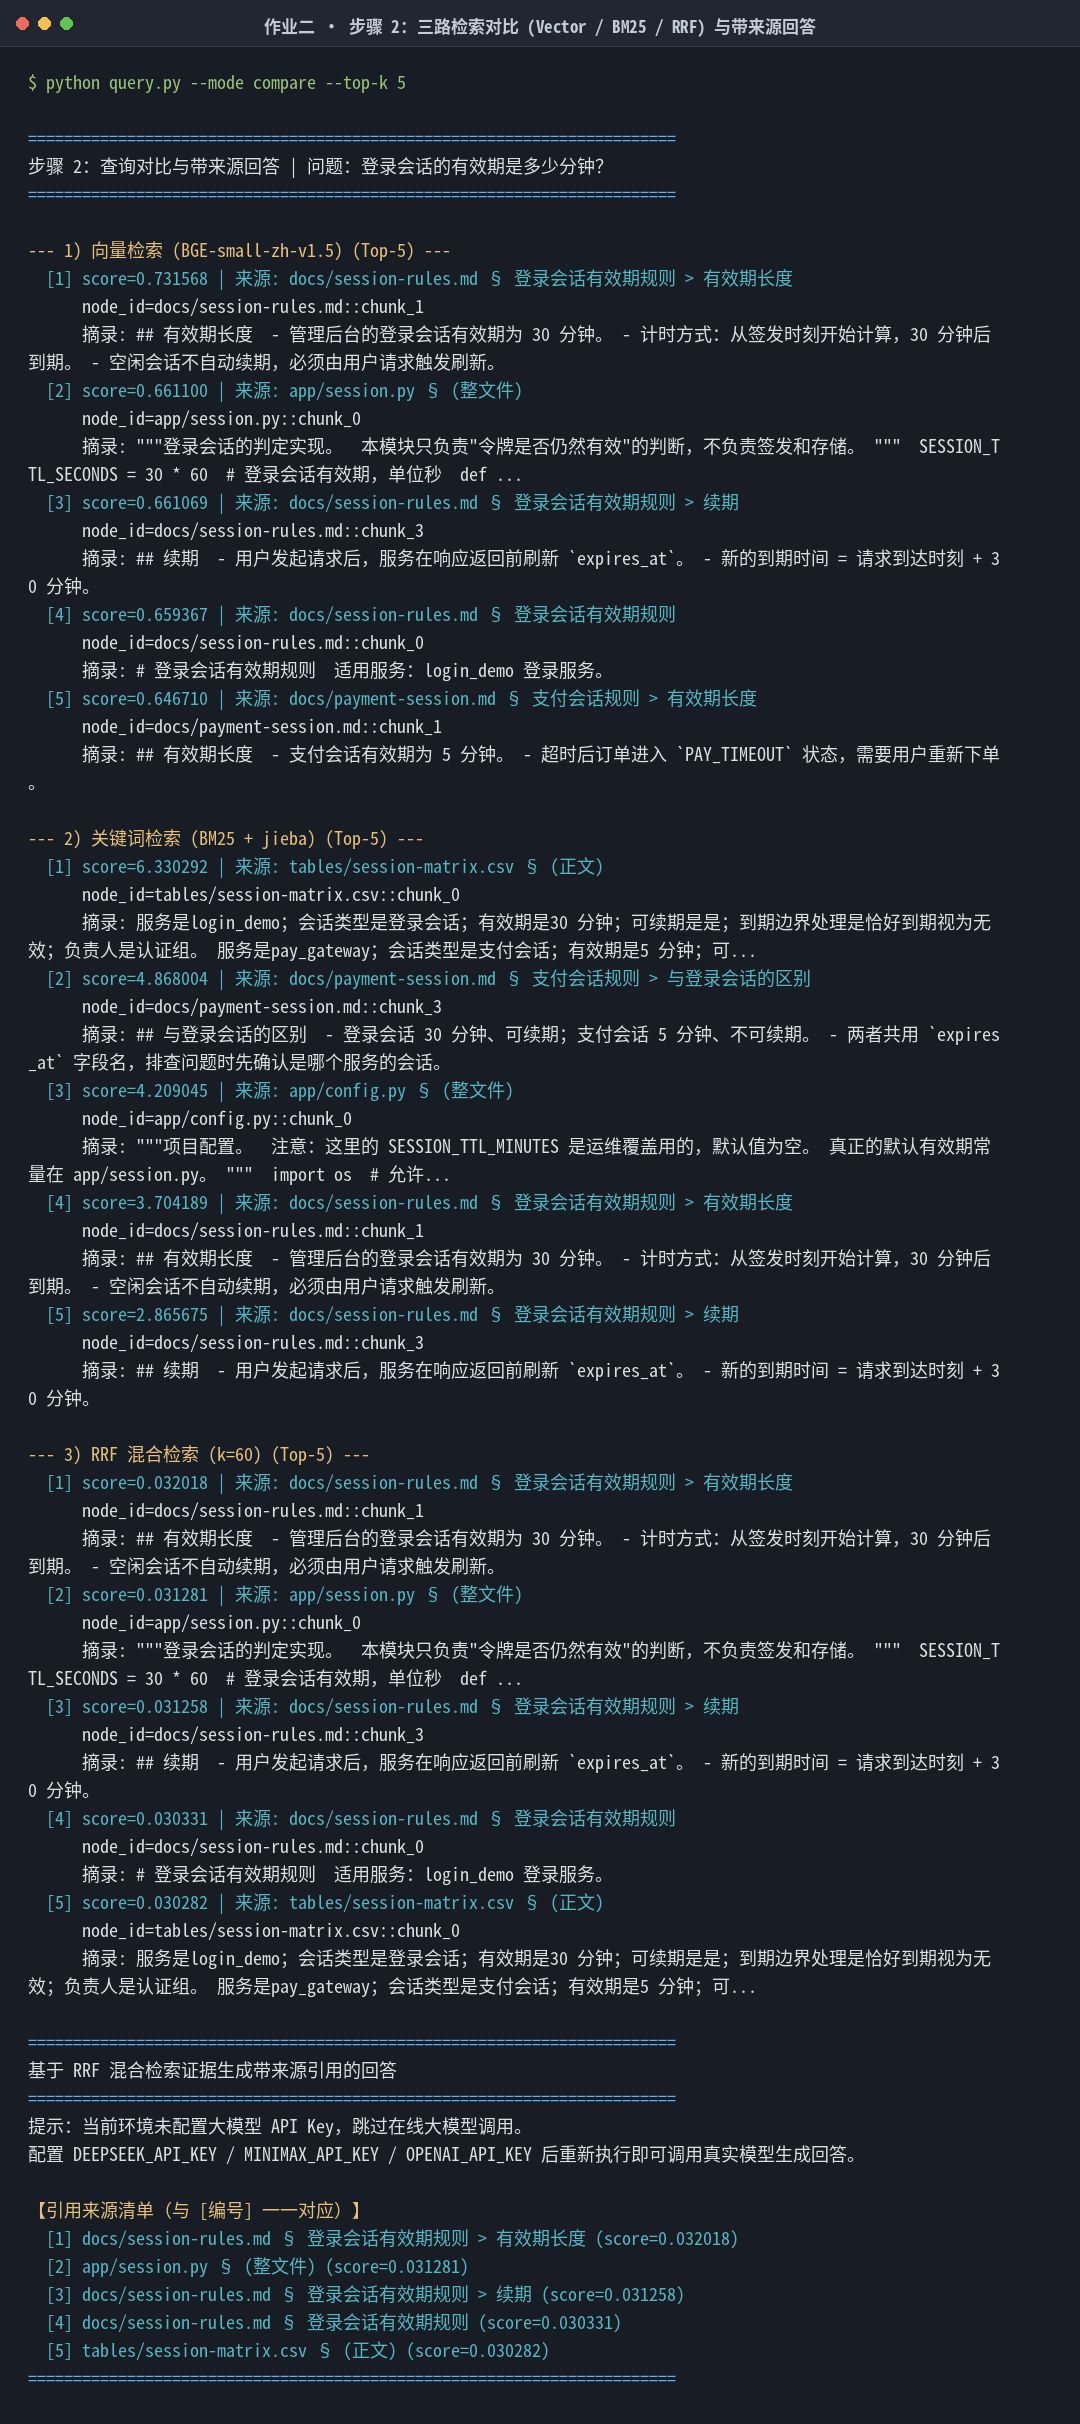 作业二 · 步骤 2：三路检索对比（Vector / BM25 / RRF）与带来源回答
$ python query.py --mode compare --top-k 5
========================================================================
步骤 2：查询对比与带来源回答 | 问题：登录会话的有效期是多少分钟？
========================================================================
--- 1）向量检索（BGE-small-zh-v1.5）（Top-5）---
[1] score=0.731568 | 来源：docs/session-rules.md § 登录会话有效期规则 > 有效期长度
node_id=docs/session-rules.md::chunk_1
摘录：## 有效期长度  - 管理后台的登录会话有效期为 30 分钟。 - 计时方式：从签发时刻开始计算，30 分钟后
到期。 - 空闲会话不自动续期，必须由用户请求触发刷新。
[2] score=0.661100 | 来源：app/session.py § （整文件）
node_id=app/session.py::chunk_0
摘录："""登录会话的判定实现。  本模块只负责"令牌是否仍然有效"的判断，不负责签发和存储。 """  SESSION_T
TL_SECONDS = 30 * 60  # 登录会话有效期，单位秒  def ...
[3] score=0.661069 | 来源：docs/session-rules.md § 登录会话有效期规则 > 续期
node_id=docs/session-rules.md::chunk_3
摘录：## 续期  - 用户发起请求后，服务在响应返回前刷新 `expires_at`。 - 新的到期时间 = 请求到达时刻 + 3
0 分钟。
[4] score=0.659367 | 来源：docs/session-rules.md § 登录会话有效期规则
node_id=docs/session-rules.md::chunk_0
摘录：# 登录会话有效期规则  适用服务：login_demo 登录服务。
[5] score=0.646710 | 来源：docs/payment-session.md § 支付会话规则 > 有效期长度
node_id=docs/payment-session.md::chunk_1
摘录：## 有效期长度  - 支付会话有效期为 5 分钟。 - 超时后订单进入 `PAY_TIMEOUT` 状态，需要用户重新下单
。
--- 2）关键词检索（BM25 + jieba）（Top-5）---
[1] score=6.330292 | 来源：tables/session-matrix.csv § （正文）
node_id=tables/session-matrix.csv::chunk_0
摘录：服务是login_demo；会话类型是登录会话；有效期是30 分钟；可续期是是；到期边界处理是恰好到期视为无
效；负责人是认证组。 服务是pay_gateway；会话类型是支付会话；有效期是5 分钟；可...
[2] score=4.868004 | 来源：docs/payment-session.md § 支付会话规则 > 与登录会话的区别
node_id=docs/payment-session.md::chunk_3
摘录：## 与登录会话的区别  - 登录会话 30 分钟、可续期；支付会话 5 分钟、不可续期。 - 两者共用 `expires
_at` 字段名，排查问题时先确认是哪个服务的会话。
[3] score=4.209045 | 来源：app/config.py § （整文件）
node_id=app/config.py::chunk_0
摘录："""项目配置。  注意：这里的 SESSION_TTL_MINUTES 是运维覆盖用的，默认值为空。 真正的默认有效期常
量在 app/session.py。 """  import os  # 允许...
[4] score=3.704189 | 来源：docs/session-rules.md § 登录会话有效期规则 > 有效期长度
node_id=docs/session-rules.md::chunk_1
摘录：## 有效期长度  - 管理后台的登录会话有效期为 30 分钟。 - 计时方式：从签发时刻开始计算，30 分钟后
到期。 - 空闲会话不自动续期，必须由用户请求触发刷新。
[5] score=2.865675 | 来源：docs/session-rules.md § 登录会话有效期规则 > 续期
node_id=docs/session-rules.md::chunk_3
摘录：## 续期  - 用户发起请求后，服务在响应返回前刷新 `expires_at`。 - 新的到期时间 = 请求到达时刻 + 3
0 分钟。
--- 3）RRF 混合检索（k=60）（Top-5）---
[1] score=0.032018 | 来源：docs/session-rules.md § 登录会话有效期规则 > 有效期长度
node_id=docs/session-rules.md::chunk_1
摘录：## 有效期长度  - 管理后台的登录会话有效期为 30 分钟。 - 计时方式：从签发时刻开始计算，30 分钟后
到期。 - 空闲会话不自动续期，必须由用户请求触发刷新。
[2] score=0.031281 | 来源：app/session.py § （整文件）
node_id=app/session.py::chunk_0
摘录："""登录会话的判定实现。  本模块只负责"令牌是否仍然有效"的判断，不负责签发和存储。 """  SESSION_T
TL_SECONDS = 30 * 60  # 登录会话有效期，单位秒  def ...
[3] score=0.031258 | 来源：docs/session-rules.md § 登录会话有效期规则 > 续期
node_id=docs/session-rules.md::chunk_3
摘录：## 续期  - 用户发起请求后，服务在响应返回前刷新 `expires_at`。 - 新的到期时间 = 请求到达时刻 + 3
0 分钟。
[4] score=0.030331 | 来源：docs/session-rules.md § 登录会话有效期规则
node_id=docs/session-rules.md::chunk_0
摘录：# 登录会话有效期规则  适用服务：login_demo 登录服务。
[5] score=0.030282 | 来源：tables/session-matrix.csv § （正文）
node_id=tables/session-matrix.csv::chunk_0
摘录：服务是login_demo；会话类型是登录会话；有效期是30 分钟；可续期是是；到期边界处理是恰好到期视为无
效；负责人是认证组。 服务是pay_gateway；会话类型是支付会话；有效期是5 分钟；可...
========================================================================
基于 RRF 混合检索证据生成带来源引用的回答
========================================================================
提示：当前环境未配置大模型 API Key，跳过在线大模型调用。
配置 DEEPSEEK_API_KEY / MINIMAX_API_KEY / OPENAI_API_KEY 后重新执行即可调用真实模型生成回答。
【引用来源清单（与 [编号] 一一对应）】
[1] docs/session-rules.md § 登录会话有效期规则 > 有效期长度（score=0.032018）
[2] app/session.py § （整文件）（score=0.031281）
[3] docs/session-rules.md § 登录会话有效期规则 > 续期（score=0.031258）
[4] docs/session-rules.md § 登录会话有效期规则（score=0.030331）
[5] tables/session-matrix.csv § （正文）（score=0.030282）
========================================================================